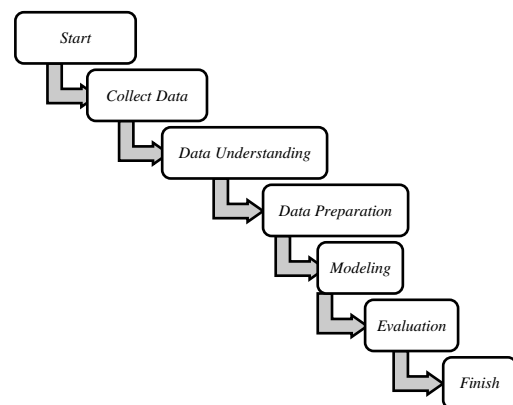 Start
Collect Data
Data Understanding
Data Preparation
Modeling
Evaluation
Finish